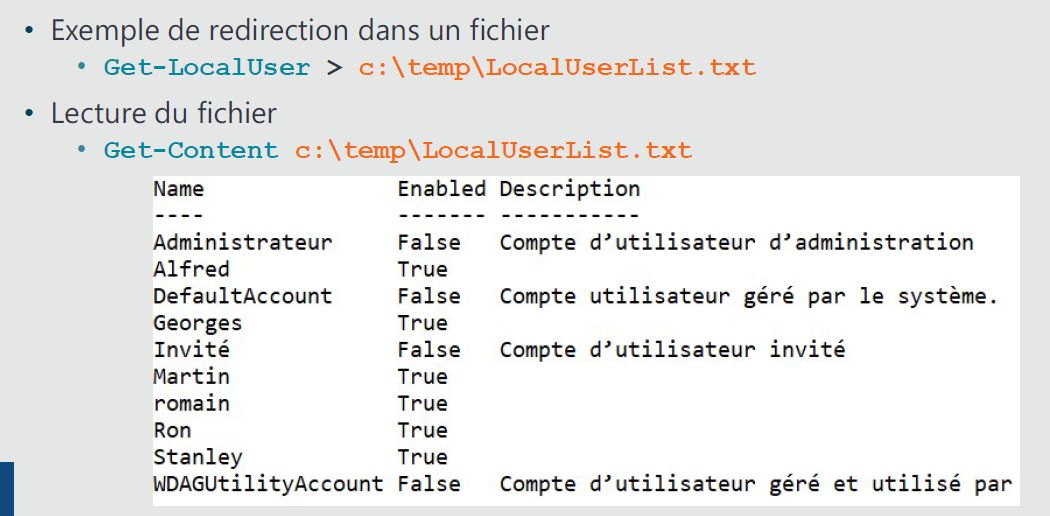 • Exemple de redirection dans un fichier
• Get-LocalUser > c:\temp\LocalUserList.txt
• Lecture du fichier
• Get-Content c:\temp\LocalUserList.txt
Name Enabled Description
---- ------- -----------
Administrateur False Compte d’utilisateur d’administration
Alfred True
DefaultAccount False Compte utilisateur géré par le système.
Georges True
Invité False Compte d’utilisateur invité
Martin True
romain True
Ron True
Stanley True
WDAGUtilityAccount False Compte d’utilisateur géré et utilisé par